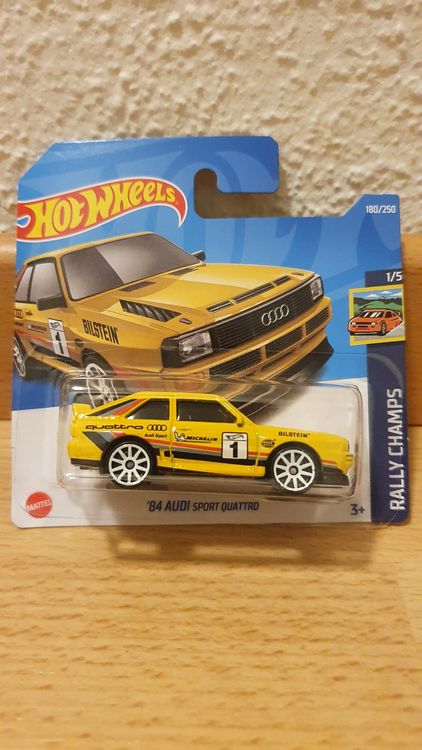 HOT WHEELS
180/250
1/5
BILSTEIN
1
quattro
Audi Sport
MICHELIN
1
BILSTEIN
RALLY CHAMPS
MATTEL
'84 AUDI SPORT QUATTRO
3+